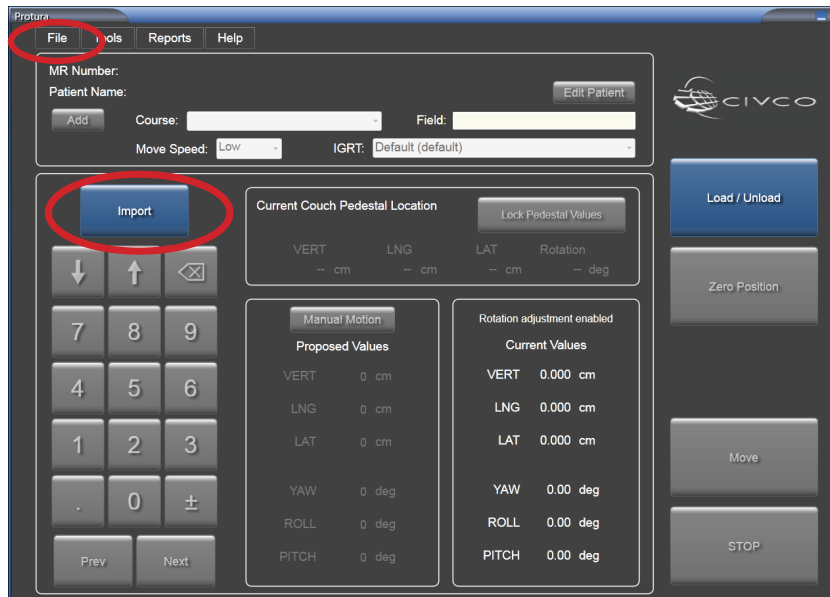 Protura
File Tools Reports Help
MR Number:
Patient Name:
Edit Patient
Add Course: Field:
Move Speed: Low IGRT: Default (default)
CIVCO
Import
Current Couch Pedestal Location
Lock Pedestal Values
VERT LNG LAT Rotation
-- cm -- cm -- cm -- deg
Load / Unload
Zero Position
7 8 9
4 5 6
1 2 3
. 0 ±
Prev Next
Manual Motion
Proposed Values
VERT 0 cm
LNG 0 cm
LAT 0 cm
YAW 0 deg
ROLL 0 deg
PITCH 0 deg
Rotation adjustment enabled
Current Values
VERT 0.000 cm
LNG 0.000 cm
LAT 0.000 cm
YAW 0.00 deg
ROLL 0.00 deg
PITCH 0.00 deg
Move
STOP